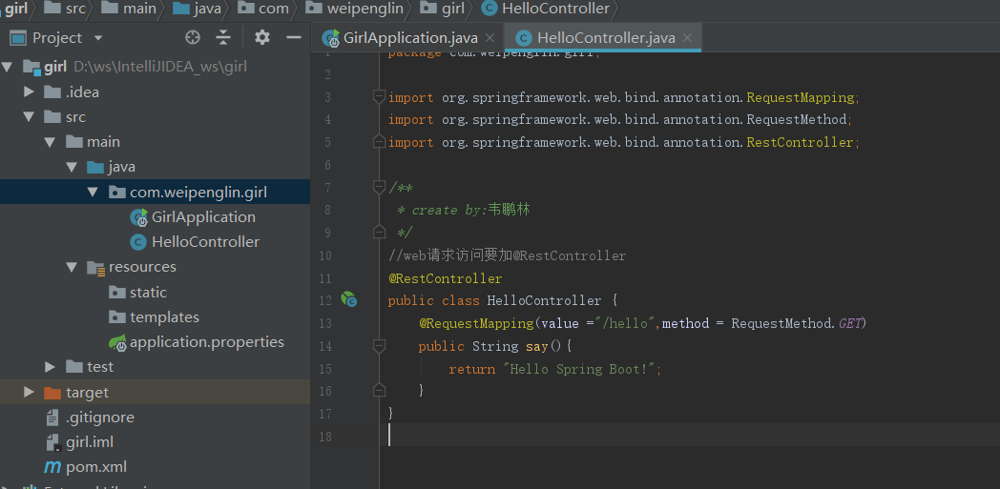 girl src main java com weipenglin girl HelloController
Project
GirlApplication.java HelloController.java
girl D:\ws\IntelliJIDEA_ws\girl
.idea
src
main
java
com.weipenglin.girl
GirlApplication
HelloController
resources
static
templates
application.properties
test
target
.gitignore
girl.iml
pom.xml
1 package com.weipenglin.girl;
2
3 import org.springframework.web.bind.annotation.RequestMapping;
4 import org.springframework.web.bind.annotation.RequestMethod;
5 import org.springframework.web.bind.annotation.RestController;
6
7 /**
8 * create by:韦鹏林
9 */
10 //web请求访问要加@RestController
11 @RestController
12 public class HelloController {
13 @RequestMapping(value ="/hello",method = RequestMethod.GET)
14 public String say(){
15 return "Hello Spring Boot!";
16 }
17 }
18